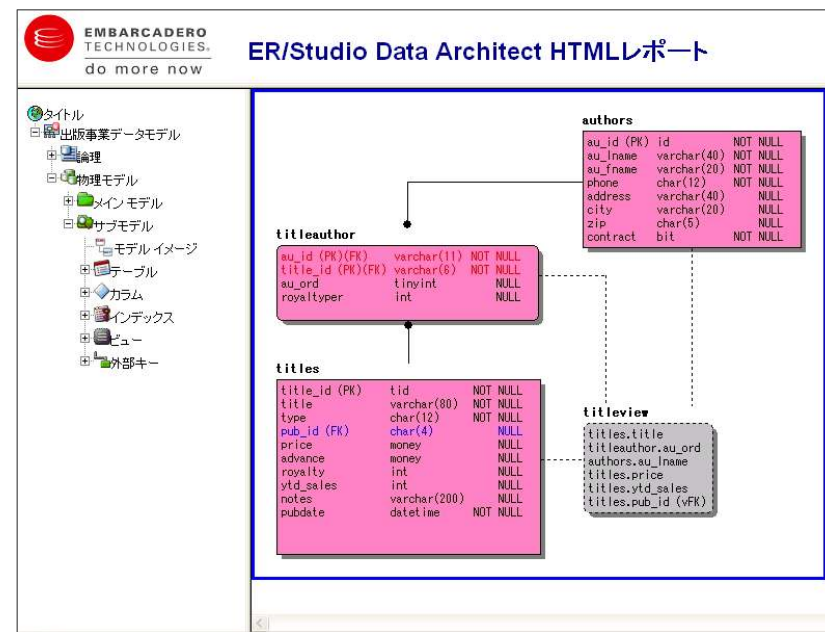 EMBARCADERO
TECHNOLOGIES.
do more now
ER/Studio Data Architect HTMLレポート
タイトル
出版事業データモデル
論理
物理モデル
メイン モデル
サブモデル
モデル イメージ
テーブル
カラム
インデックス
ビュー
外部キー
authors
au_id (PK) id NOT NULL
au_lname varchar(40) NOT NULL
au_fname varchar(20) NOT NULL
phone char(12) NOT NULL
address varchar(40) NULL
city varchar(20) NULL
zip char(5) NULL
contract bit NOT NULL
titleauthor
au_id (PK)(FK) varchar(11) NOT NULL
title_id (PK)(FK) varchar(6) NOT NULL
au_ord tinyint NULL
royaltyper int NULL
titles
title_id (PK) tid NOT NULL
title varchar(80) NOT NULL
type char(12) NOT NULL
pub_id (FK) char(4) NULL
price money NULL
advance money NULL
royalty int NULL
ytd_sales int NULL
notes varchar(200) NULL
pubdate datetime NOT NULL
titleview
titles.title
titleauthor.au_ord
authors.au_lname
titles.price
titles.ytd_sales
titles.pub_id (vFK)